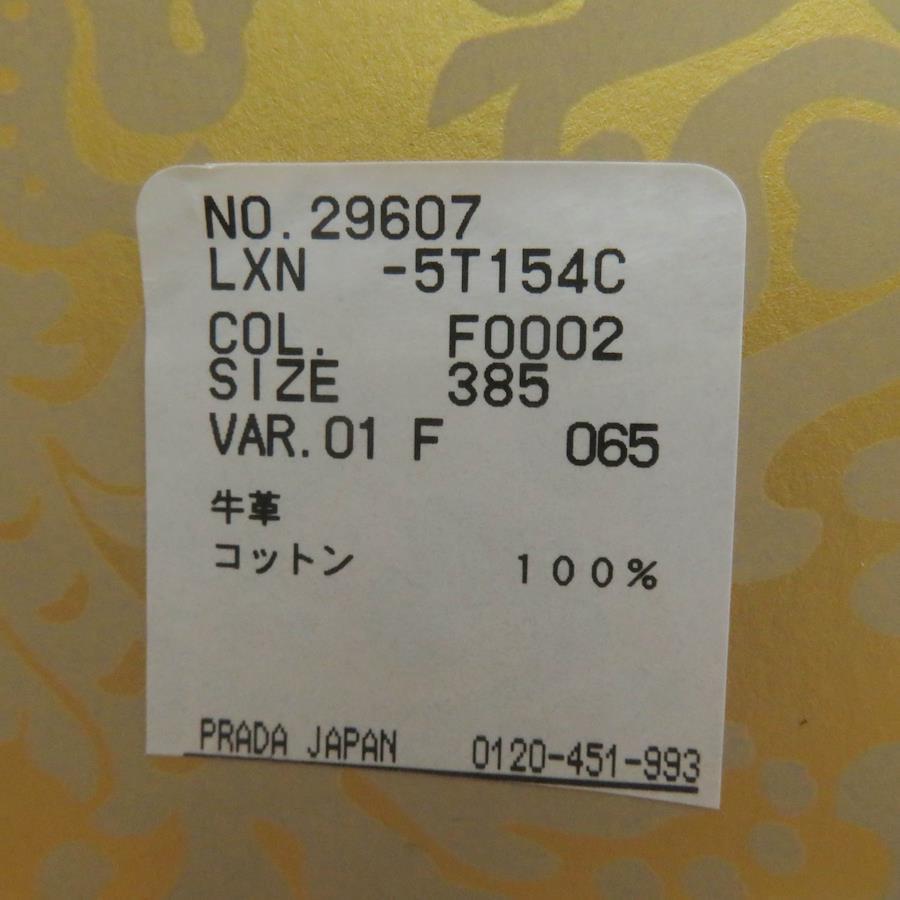 NO.29607
LXN -5T154C
COL. F0002
SIZE 385
VAR.01 F 065
牛革
コットン １００％
PRADA JAPAN 0120-451-993